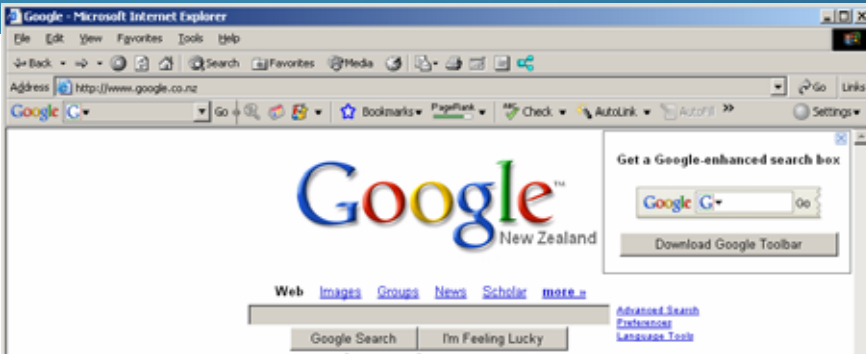 Google - Microsoft Internet Explorer
File Edit View Favorites Tools Help
Back Search Favorites Media
Address http://www.google.co.nz Go Links
Google G Go Bookmarks PageRank ABC Check AutoLink AutoFill » Settings
Get a Google-enhanced search box
Google G Go
Download Google Toolbar
Google™
New Zealand
Web Images Groups News Scholar more »
Advanced Search
Preferences
Language Tools
Google Search I'm Feeling Lucky